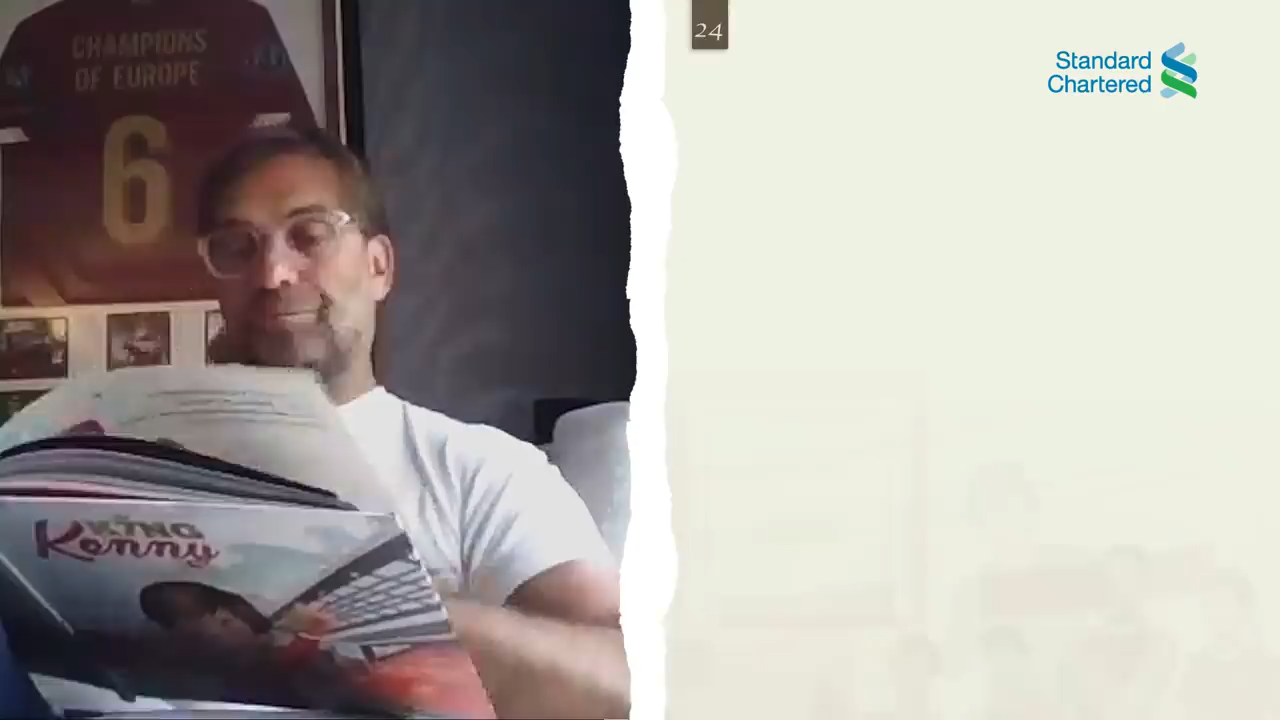 CHAMPIONS
OF EUROPE
6
KING
Kenny
24
Standard
Chartered